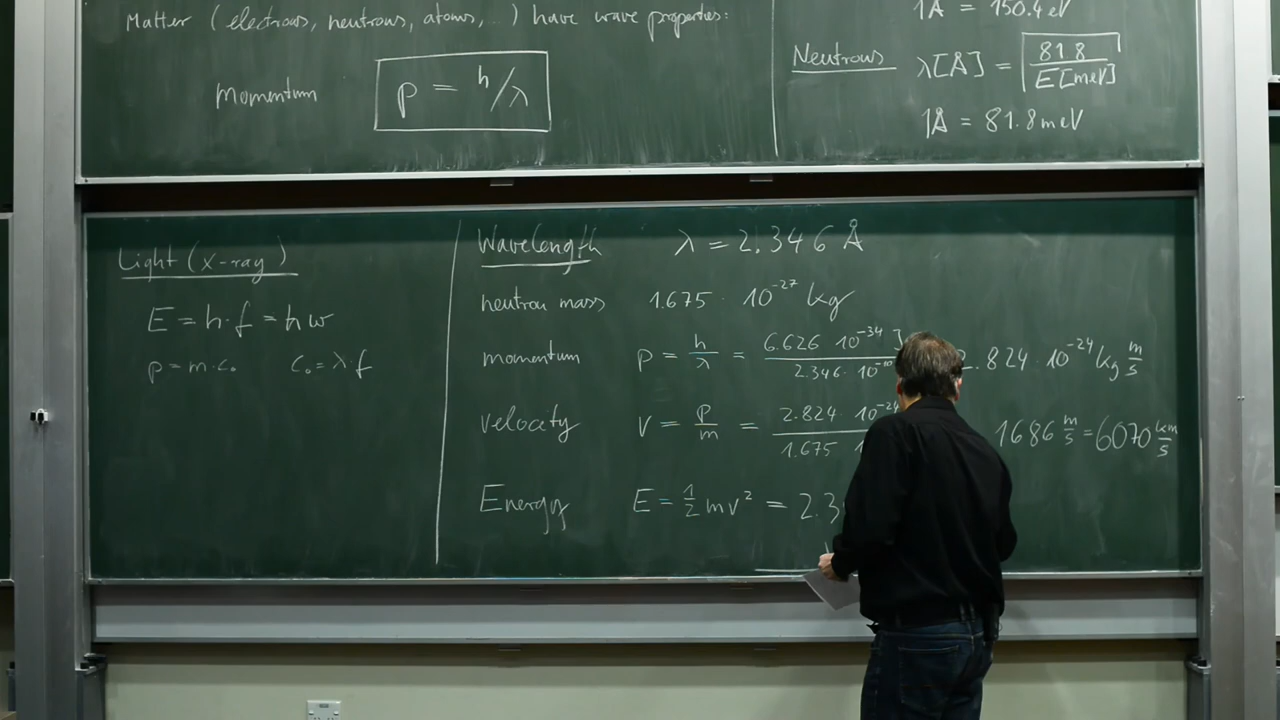 Matter (electrons, neutrons, atoms, ..) have wave properties:
Momentum p = h/λ
1Å = 150.4 eV
Neutrons λ[Å] = √(81.8/E[meV])
1Å = 81.8meV
Light (x-ray)
E = h·f = ħω
p = m·c₀ c₀ = λ·f
Wavelength λ = 2.346 Å
neutron mass 1.675 · 10⁻²⁷ kg
momentum p = h/λ = 6.626 10⁻³⁴ J / 2.346 · 10⁻¹⁰ 2.824 · 10⁻²⁴ kg m/s
velocity v = p/m = 2.824 10⁻²⁴ / 1.675 1686 m/s = 6070 km/s
Energy E = ½ mv² = 2.3